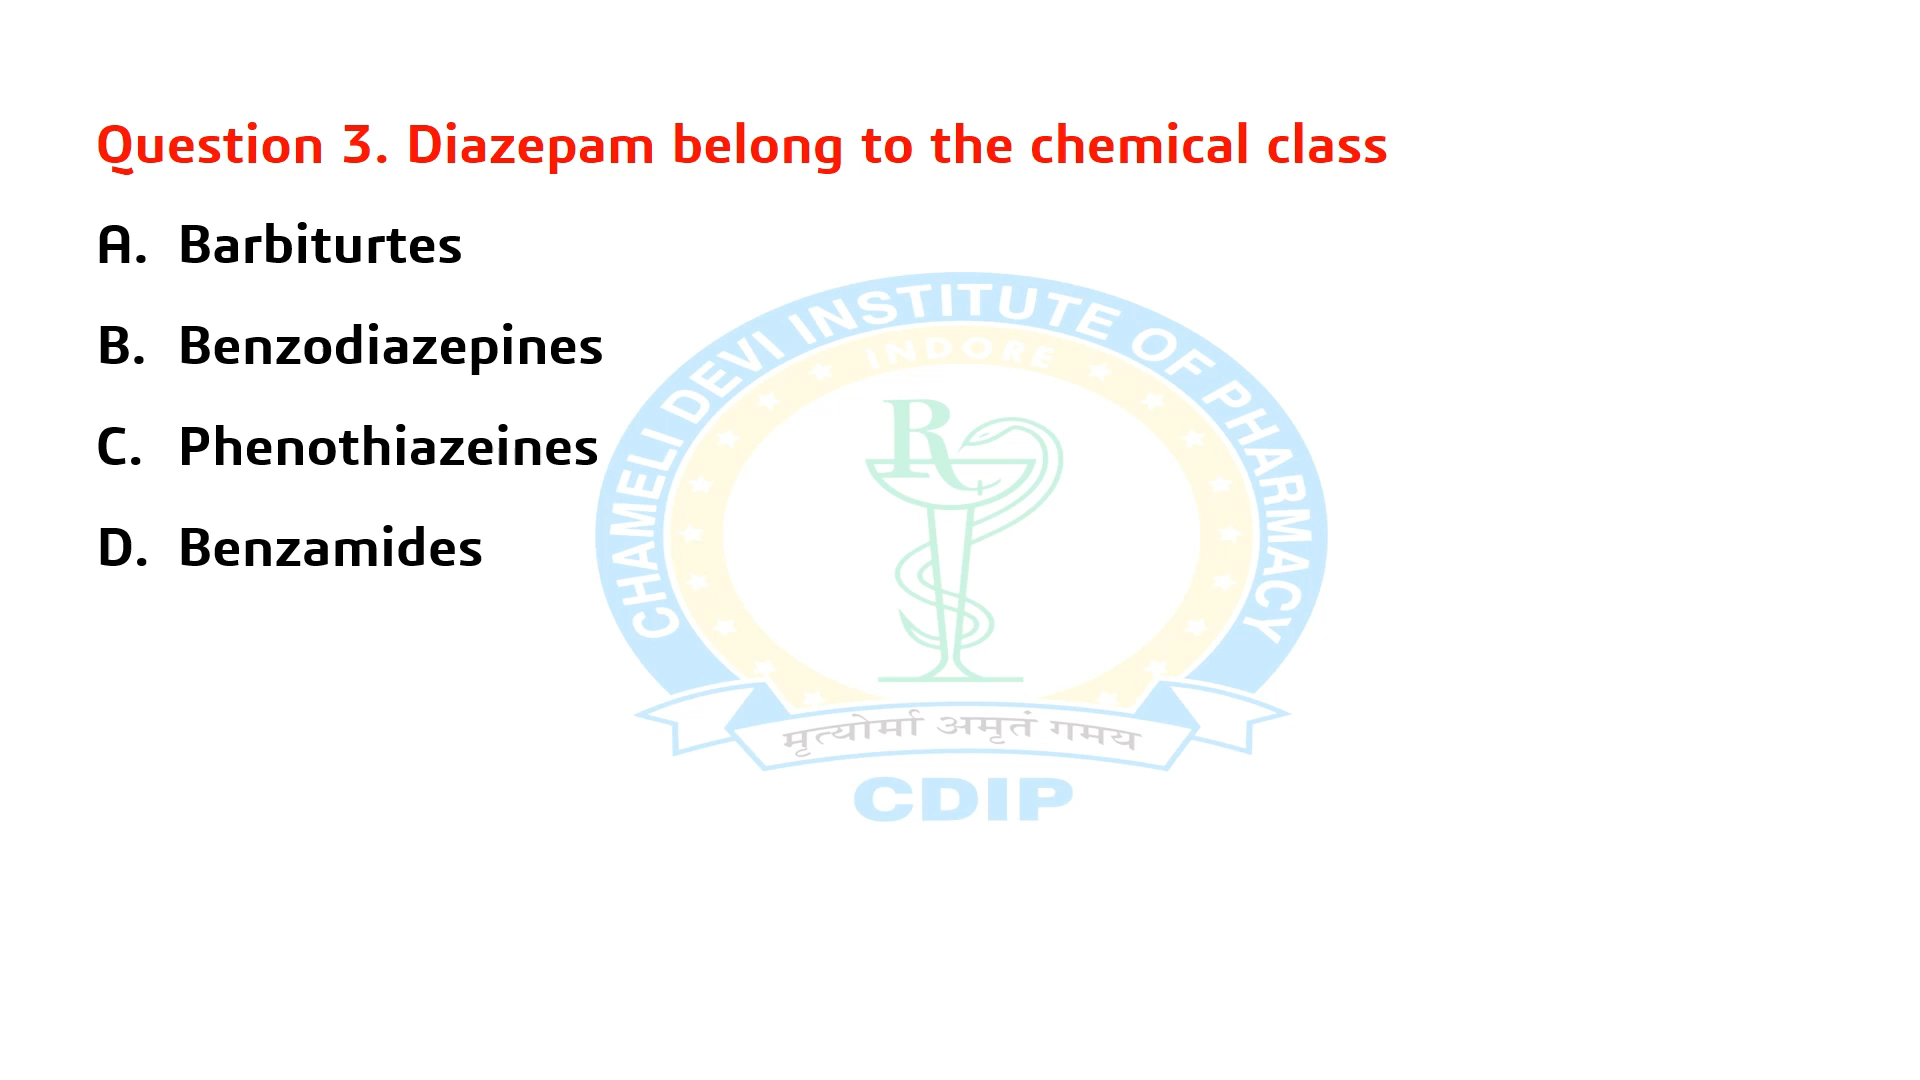 Question 3. Diazepam belong to the chemical class
A. Barbiturtes
B. Benzodiazepines
C. Phenothiazeines
D. Benzamides
CHAMELI DEVI INSTITUTE OF PHARMACY
INDORE
R
मृत्योर्मा अमृतं गमय
CDIP